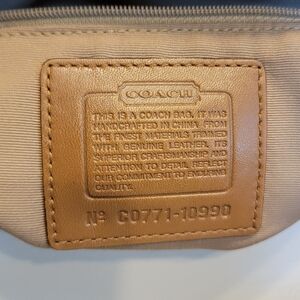 COACH
THIS IS A COACH BAG. IT WAS
HANDCRAFTED IN CHINA, FROM
THE FINEST MATERIALS TRIMMED
WITH GENUINE LEATHER. ITS
SUPERIOR CRAFTSMANSHIP AND
ATTENTION TO DETAIL REFLECT
OUR COMMITMENT TO ENDURING
QUALITY.
Nº CO771-10990